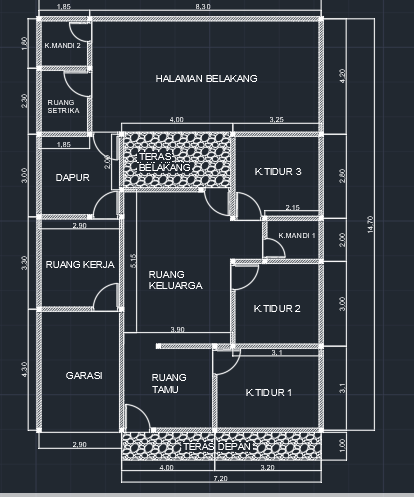 1,85
8,30
K.MANDI 2
1,80
HALAMAN BELAKANG
4,20
RUANG
SETRIKA
2,30
4,00
3,25
1,85
TERAS
BELAKANG
K.TIDUR 3
2,80
DAPUR
3,00
2,15
14,70
2,90
K.MANDI 1
2,00
RUANG KERJA
3,30
5,15
RUANG
KELUARGA
K.TIDUR 2
3,00
3,90
3,1
GARASI
4,30
RUANG
TAMU
K.TIDUR 1
3,1
2,90
TERAS DEPAN
1,00
4,00
3,20
7,20